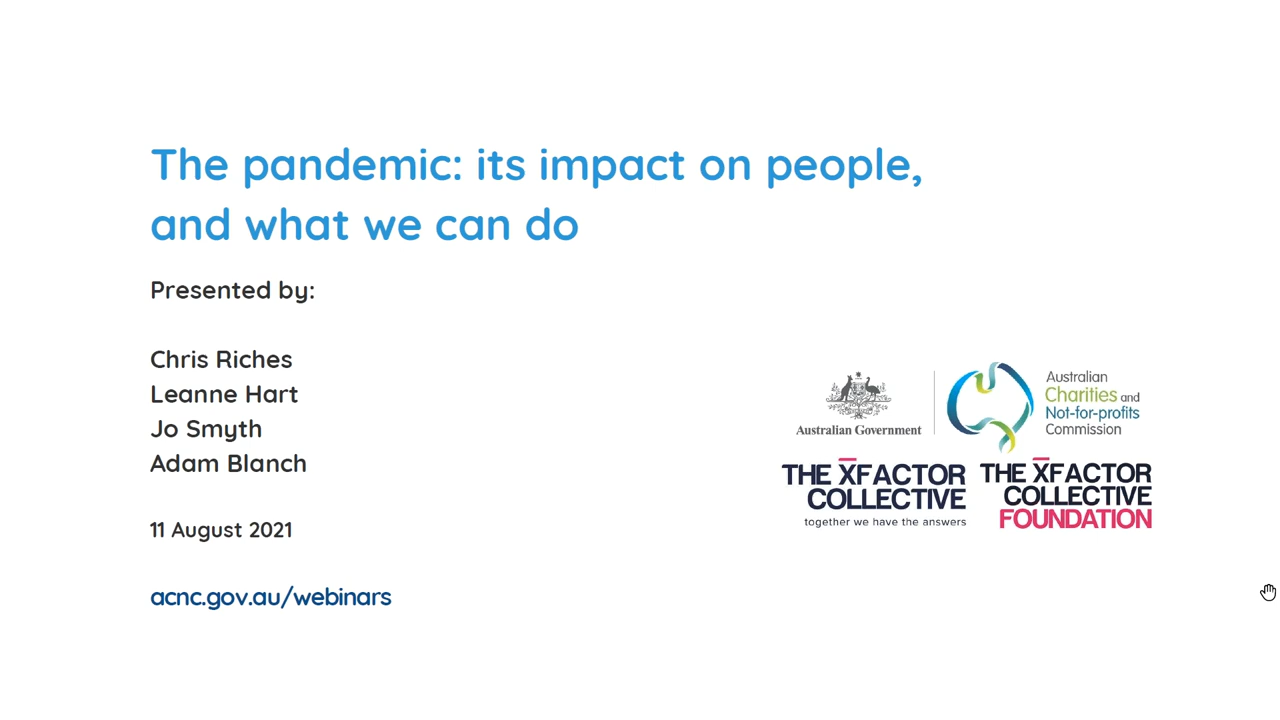 The pandemic: its impact on people,
and what we can do
Presented by:
Chris Riches
Leanne Hart
Jo Smyth
Adam Blanch
11 August 2021
acnc.gov.au/webinars
Australian Government
Australian
Charities and
Not-for-profits
Commission
THE XFACTOR
COLLECTIVE
together we have the answers
THE XFACTOR
COLLECTIVE
FOUNDATION